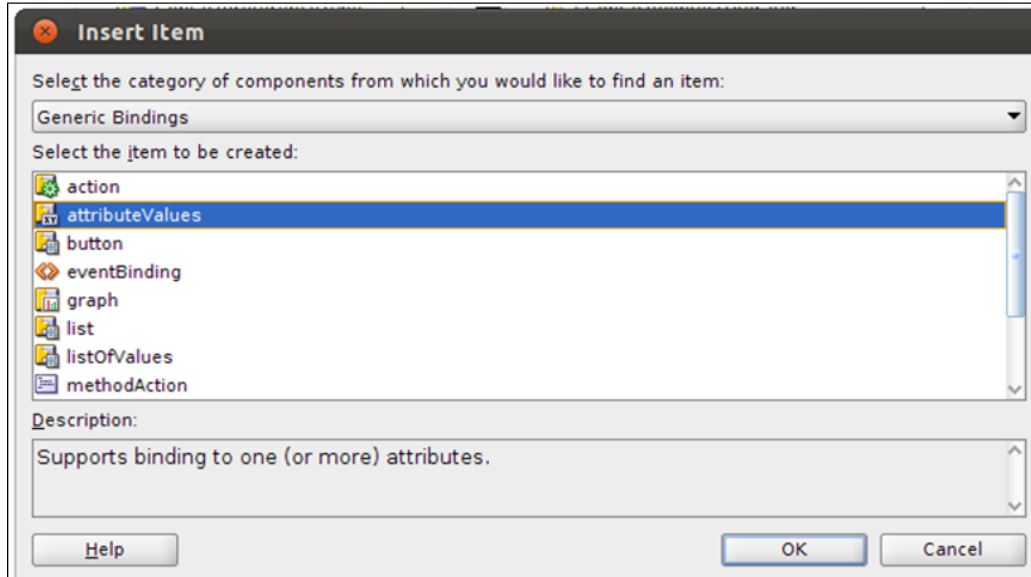 Insert Item
Select the category of components from which you would like to find an item:
Generic Bindings
Select the item to be created:
action
attributeValues
button
eventBinding
graph
list
listOfValues
methodAction
Description:
Supports binding to one (or more) attributes.
Help
OK
Cancel